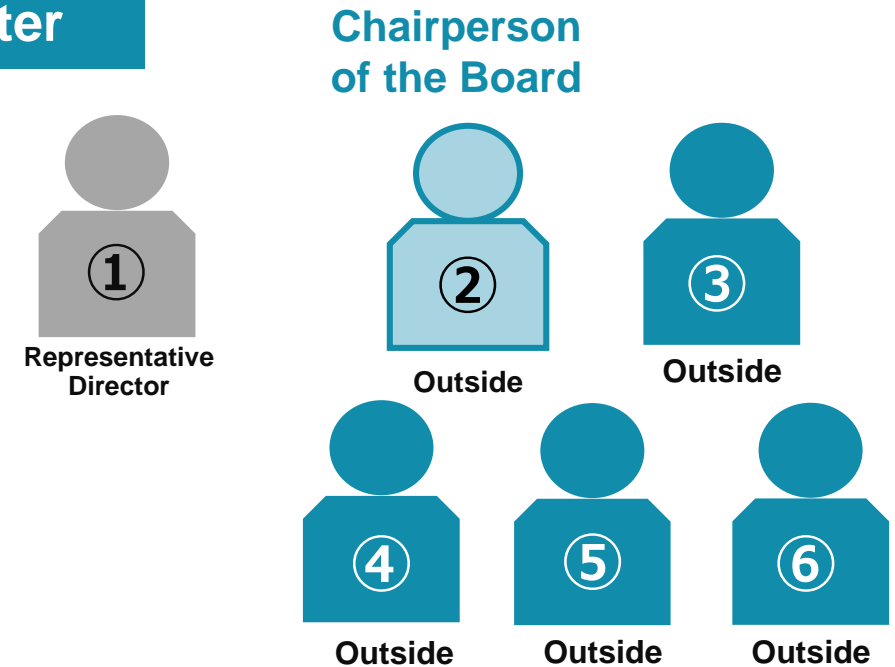 ter
Chairperson
of the Board
①
②
③
Representative
Director
Outside
Outside
④
⑤
⑥
Outside
Outside
Outside